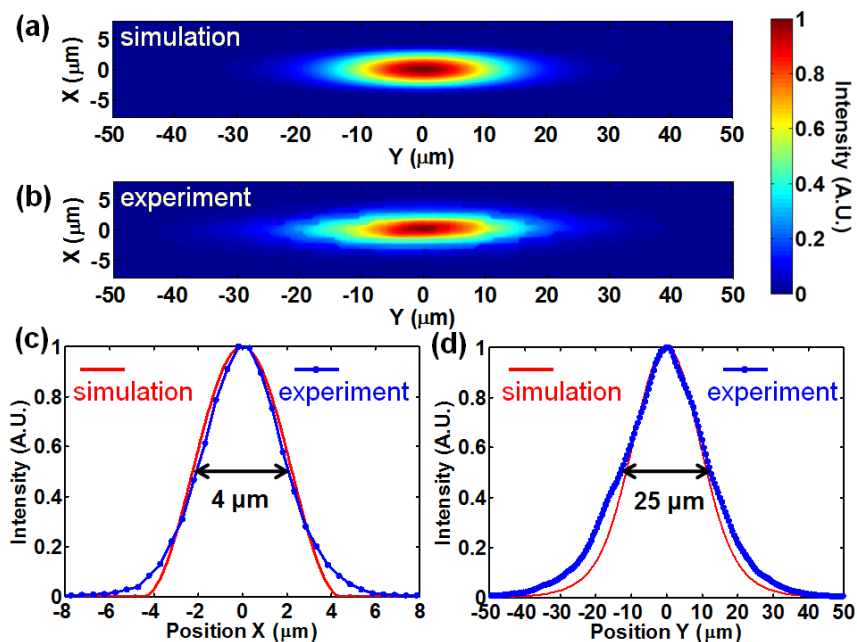 (a)
simulation
X (μm)
5
0
-5
-50 -40 -30 -20 -10 0 10 20 30 40 50
Y (μm)
(b)
experiment
X (μm)
5
0
-5
-50 -40 -30 -20 -10 0 10 20 30 40 50
Y (μm)
1
0.8
0.6
0.4
0.2
0
Intensity (A.U.)
(c)
simulation
experiment
4 μm
Intensity (A.U.)
1
0.8
0.6
0.4
0.2
0
-8 -6 -4 -2 0 2 4 6 8
Position X (μm)
(d)
simulation
experiment
25 μm
Intensity (A.U.)
1
0.8
0.6
0.4
0.2
0
-50 -40 -30 -20 -10 0 10 20 30 40 50
Position Y (μm)